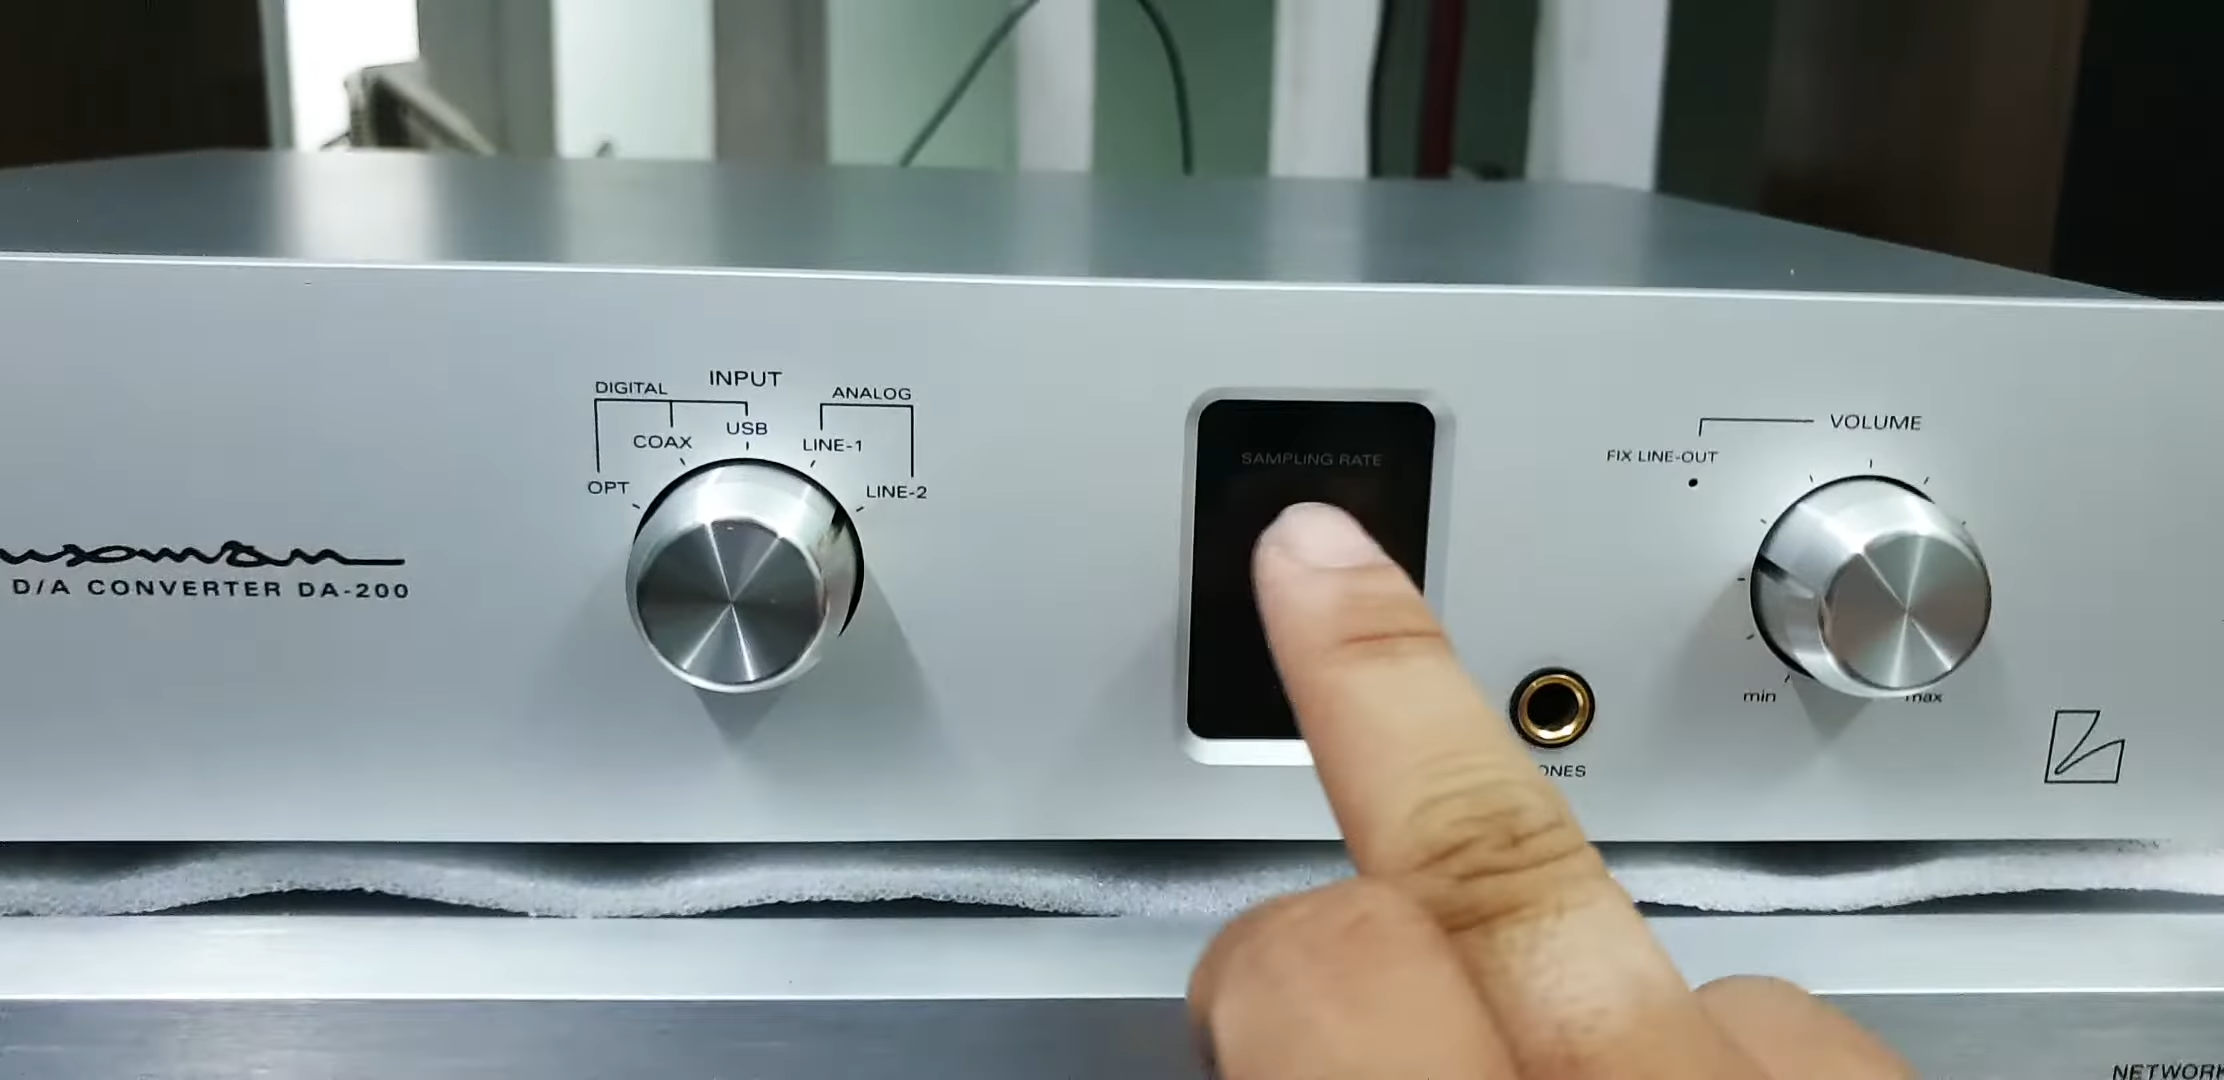 INPUT
DIGITAL
ANALOG
USB
COAX
LINE-1
OPT
LINE-2
D/A CONVERTER DA-200
SAMPLING RATE
VOLUME
FIX LINE-OUT
min
max
NETWORK